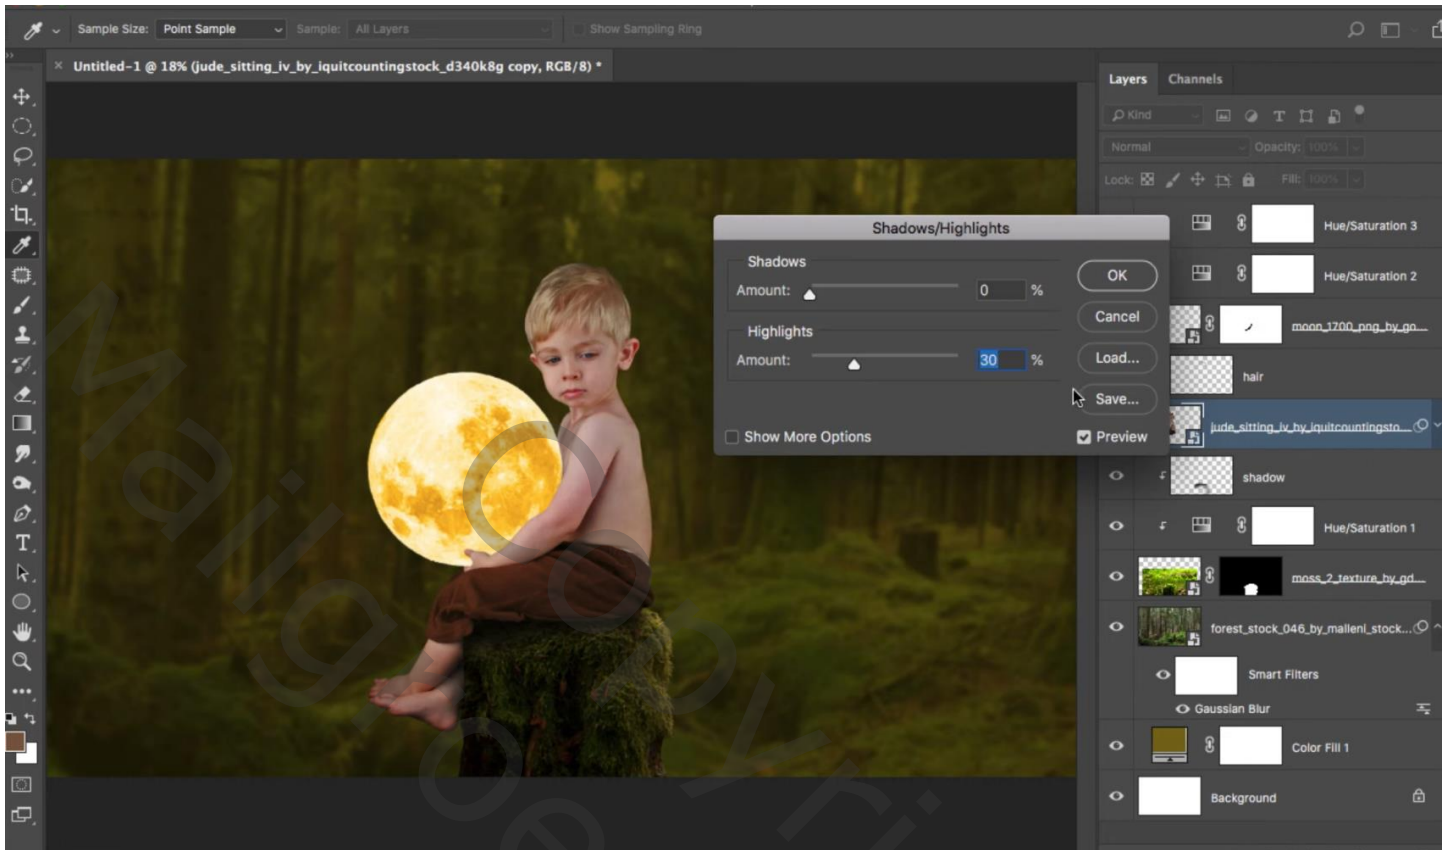 Sample Size: Point Sample Sample: All Layers Show Sampling Ring
× Untitled-1 @ 18% (jude_sitting_iv_by_iquitcountingstock_d340k8g copy, RGB/8) *
Layers Channels
Kind
Normal Opacity: 100%
Lock: Fill: 100%
Shadows/Highlights
Hue/Saturation 3
Shadows
OK
Hue/Saturation 2
Amount: 0 %
Cancel
moon_1700_png_by_go...
Highlights
Amount: 30 %
Load...
hair
Save...
jude_sitting_iv_by_iquitcountingsto...
Show More Options
Preview
shadow
Hue/Saturation 1
moss_2_texture_by_gd...
forest_stock_046_by_malleni_stock...
Smart Filters
Gaussian Blur
Color Fill 1
Background